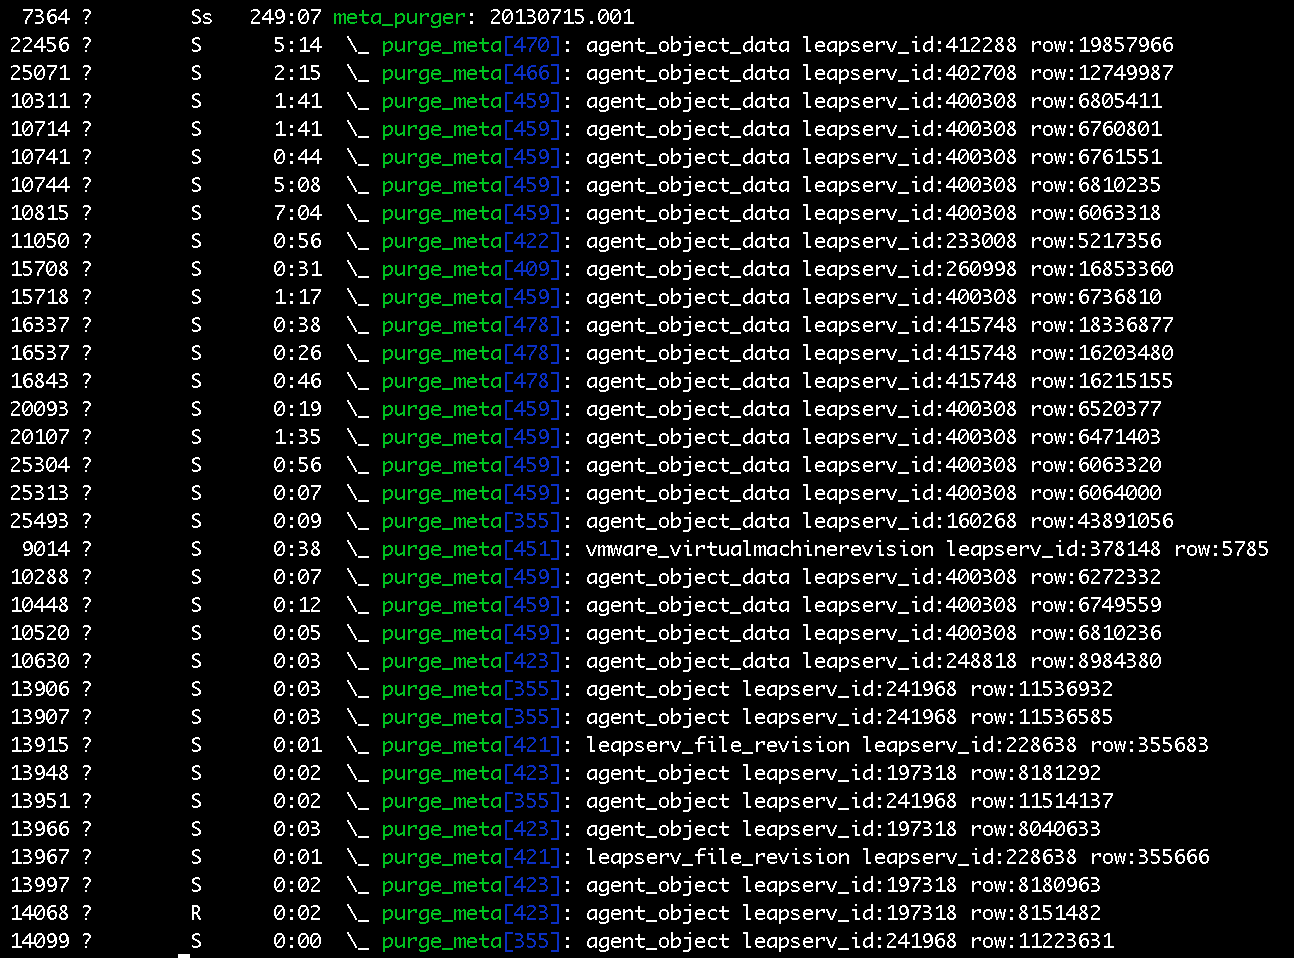 7364 ? Ss 249:07 meta_purger: 20130715.001
22456 ? S 5:14 \_ purge_meta[470]: agent_object_data leapserv_id:412288 row:19857966
25071 ? S 2:15 \_ purge_meta[466]: agent_object_data leapserv_id:402708 row:12749987
10311 ? S 1:41 \_ purge_meta[459]: agent_object_data leapserv_id:400308 row:6805411
10714 ? S 1:41 \_ purge_meta[459]: agent_object_data leapserv_id:400308 row:6760801
10741 ? S 0:44 \_ purge_meta[459]: agent_object_data leapserv_id:400308 row:6761551
10744 ? S 5:08 \_ purge_meta[459]: agent_object_data leapserv_id:400308 row:6810235
10815 ? S 7:04 \_ purge_meta[459]: agent_object_data leapserv_id:400308 row:6063318
11050 ? S 0:56 \_ purge_meta[422]: agent_object_data leapserv_id:233008 row:5217356
15708 ? S 0:31 \_ purge_meta[409]: agent_object_data leapserv_id:260998 row:16853360
15718 ? S 1:17 \_ purge_meta[459]: agent_object_data leapserv_id:400308 row:6736810
16337 ? S 0:38 \_ purge_meta[478]: agent_object_data leapserv_id:415748 row:18336877
16537 ? S 0:26 \_ purge_meta[478]: agent_object_data leapserv_id:415748 row:16203480
16843 ? S 0:46 \_ purge_meta[478]: agent_object_data leapserv_id:415748 row:16215155
20093 ? S 0:19 \_ purge_meta[459]: agent_object_data leapserv_id:400308 row:6520377
20107 ? S 1:35 \_ purge_meta[459]: agent_object_data leapserv_id:400308 row:6471403
25304 ? S 0:56 \_ purge_meta[459]: agent_object_data leapserv_id:400308 row:6063320
25313 ? S 0:07 \_ purge_meta[459]: agent_object_data leapserv_id:400308 row:6064000
25493 ? S 0:09 \_ purge_meta[355]: agent_object_data leapserv_id:160268 row:43891056
9014 ? S 0:38 \_ purge_meta[451]: vmware_virtualmachinerevision leapserv_id:378148 row:5785
10288 ? S 0:07 \_ purge_meta[459]: agent_object_data leapserv_id:400308 row:6272332
10448 ? S 0:12 \_ purge_meta[459]: agent_object_data leapserv_id:400308 row:6749559
10520 ? S 0:05 \_ purge_meta[459]: agent_object_data leapserv_id:400308 row:6810236
10630 ? S 0:03 \_ purge_meta[423]: agent_object_data leapserv_id:248818 row:8984380
13906 ? S 0:03 \_ purge_meta[355]: agent_object leapserv_id:241968 row:11536932
13907 ? S 0:03 \_ purge_meta[355]: agent_object leapserv_id:241968 row:11536585
13915 ? S 0:01 \_ purge_meta[421]: leapserv_file_revision leapserv_id:228638 row:355683
13948 ? S 0:02 \_ purge_meta[423]: agent_object leapserv_id:197318 row:8181292
13951 ? S 0:02 \_ purge_meta[355]: agent_object leapserv_id:241968 row:11514137
13966 ? S 0:03 \_ purge_meta[423]: agent_object leapserv_id:197318 row:8040633
13967 ? S 0:01 \_ purge_meta[421]: leapserv_file_revision leapserv_id:228638 row:355666
13997 ? S 0:02 \_ purge_meta[423]: agent_object leapserv_id:197318 row:8180963
14068 ? R 0:02 \_ purge_meta[423]: agent_object leapserv_id:197318 row:8151482
14099 ? S 0:00 \_ purge_meta[355]: agent_object leapserv_id:241968 row:11223631